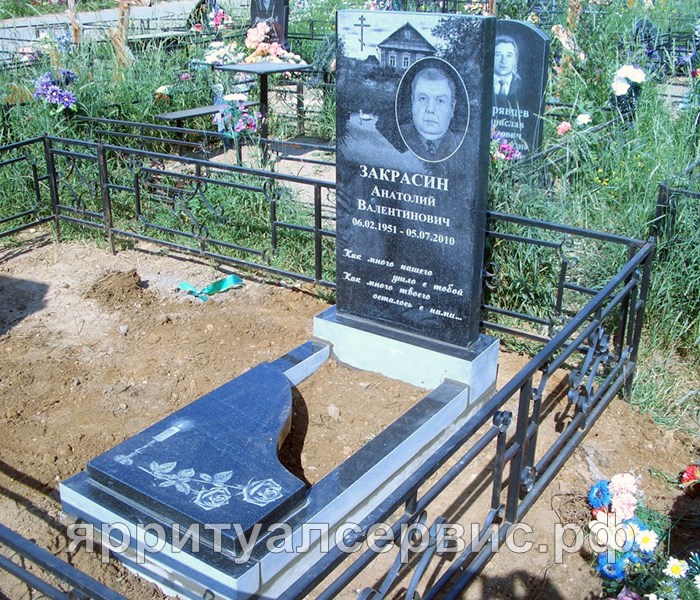 ЗАКРАСИН
АНАТОЛИЙ
ВАЛЕНТИНОВИЧ
06.02.1951 - 05.07.2010
Как много нашего
ушло с тобой
Как много твоего
осталось с нами...
ярритуалсервис.рф